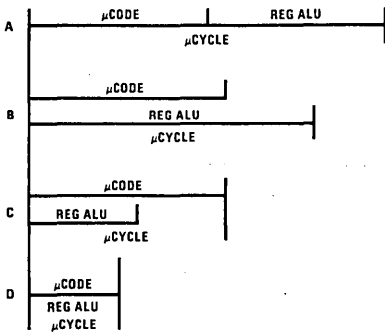 μCODE REG ALU
A
μCYCLE
μCODE
B
REG ALU
μCYCLE
μCODE
C
REG ALU
μCYCLE
μCODE
D
REG ALU
μCYCLE